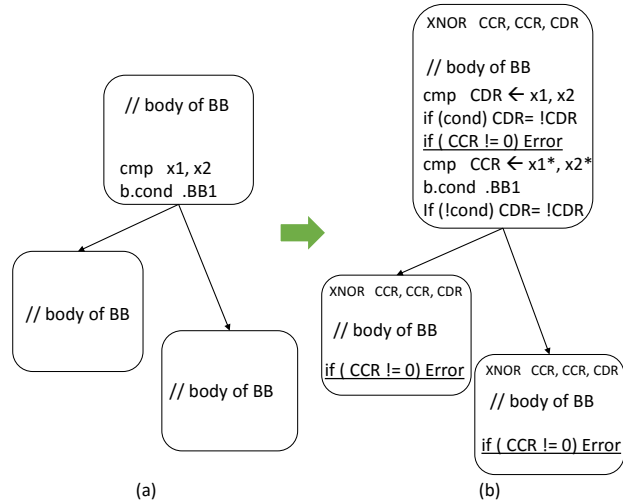 // body of BB
cmp x1, x2
b.cond .BB1
// body of BB
// body of BB
(a)
XNOR CCR, CCR, CDR
// body of BB
cmp CDR ← x1, x2
if (cond) CDR= !CDR
if ( CCR != 0) Error
cmp CCR ← x1*, x2*
b.cond .BB1
If (!cond) CDR= !CDR
XNOR CCR, CCR, CDR
// body of BB
if ( CCR != 0) Error
XNOR CCR, CCR, CDR
// body of BB
if ( CCR != 0) Error
(b)